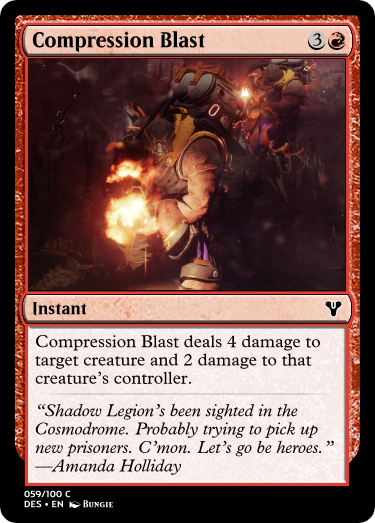 Compression Blast 3
Instant
Compression Blast deals 4 damage to
target creature and 2 damage to that
creature's controller.
“Shadow Legion's been sighted in the
Cosmodrome. Probably trying to pick up
new prisoners. C'mon. Let's go be heroes.”
—Amanda Holliday
059/100 C
DES • EN Bungie